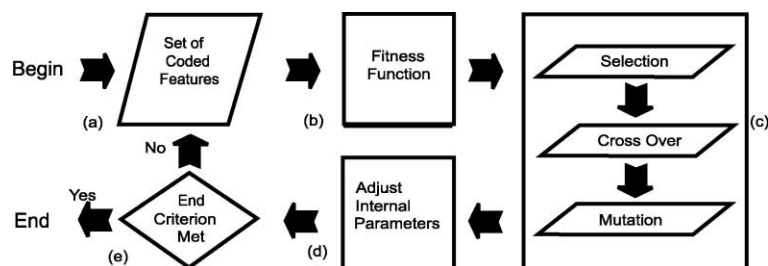 Begin
(a)
Set of
Coded
Features
(b)
Fitness
Function
Selection
Cross Over
Mutation
(c)
Adjust
Internal
Parameters
(d)
End
Criterion
Met
(e)
No
Yes
End